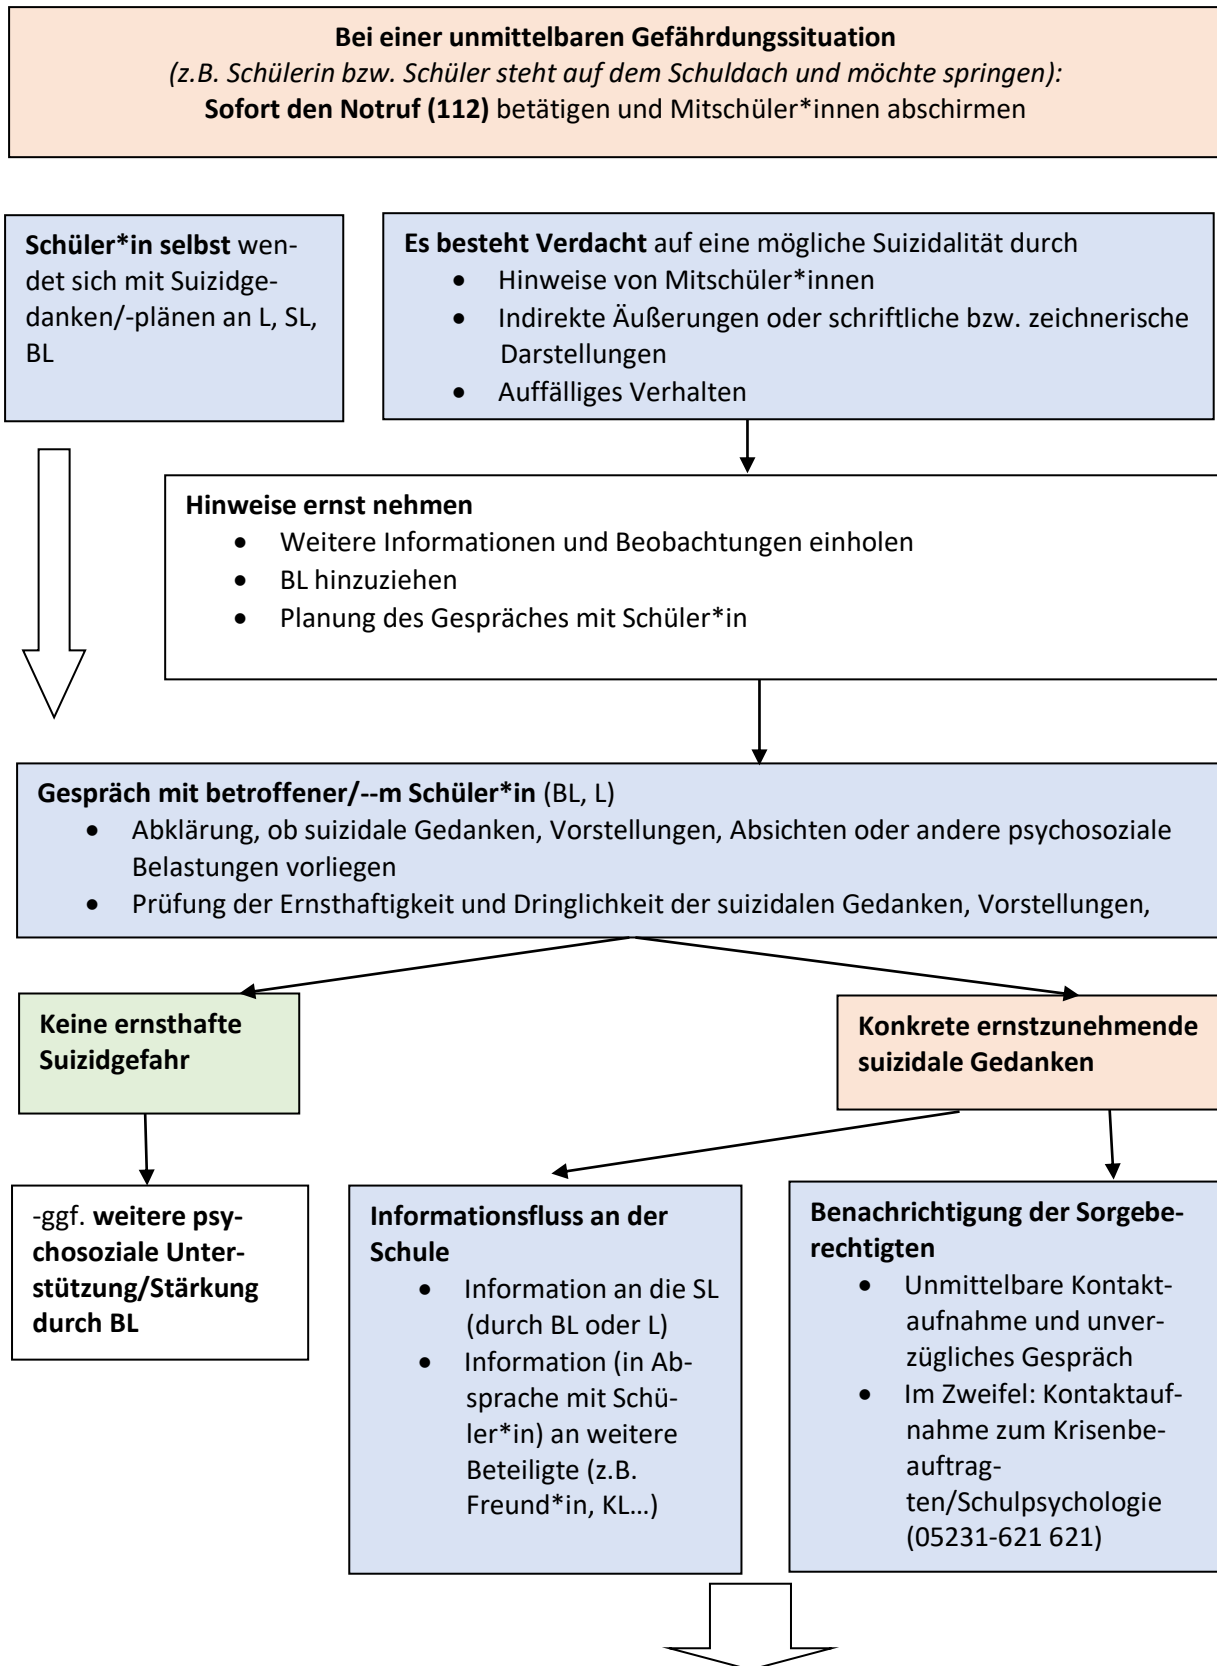 Bei einer unmittelbaren Gefährdungssituation
(z.B. Schülerin bzw. Schüler steht auf dem Schuldach und möchte springen):
Sofort den Notruf (112) betätigen und Mitschüler*innen abschirmen
Schüler*in selbst wen-
det sich mit Suizidge-
danken/-plänen an L, SL,
BL
Es besteht Verdacht auf eine mögliche Suizidalität durch
• Hinweise von Mitschüler*innen
• Indirekte Äußerungen oder schriftliche bzw. zeichnerische
Darstellungen
• Auffälliges Verhalten
Hinweise ernst nehmen
• Weitere Informationen und Beobachtungen einholen
• BL hinzuziehen
• Planung des Gespräches mit Schüler*in
Gespräch mit betroffener/--m Schüler*in (BL, L)
• Abklärung, ob suizidale Gedanken, Vorstellungen, Absichten oder andere psychosoziale
Belastungen vorliegen
• Prüfung der Ernsthaftigkeit und Dringlichkeit der suizidalen Gedanken, Vorstellungen,
Keine ernsthafte
Suizidgefahr
Konkrete ernstzunehmende
suizidale Gedanken
-ggf. weitere psy-
chosoziale Unter-
stützung/Stärkung
durch BL
Informationsfluss an der
Schule
• Information an die SL
(durch BL oder L)
• Information (in Ab-
sprache mit Schü-
ler*in) an weitere
Beteiligte (z.B.
Freund*in, KL…)
Benachrichtigung der Sorgebe-
rechtigten
• Unmittelbare Kontakt-
aufnahme und unver-
zügliches Gespräch
• Im Zweifel: Kontaktauf-
nahme zum Krisenbe-
auftrag-
ten/Schulpsychologie
(05231-621 621)